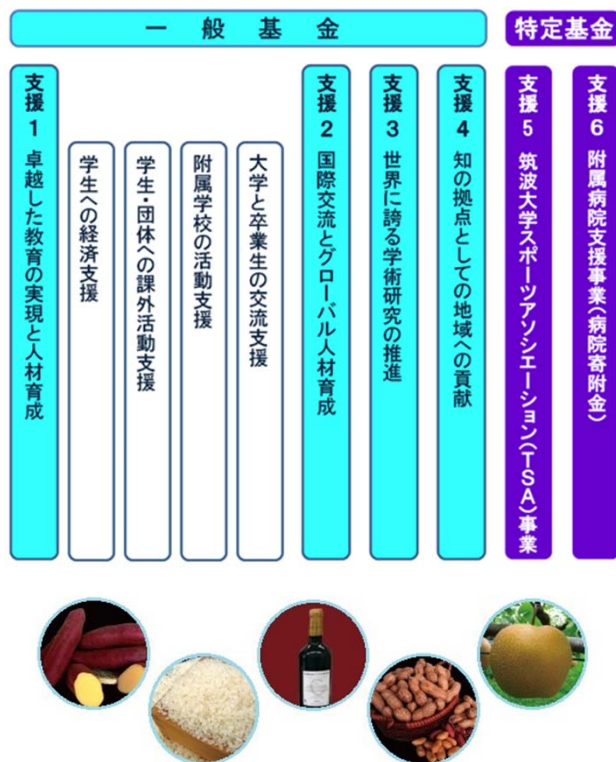 一般基金
特定基金
支援1 卓越した教育の実現と人材育成
学生への経済支援
学生・団体への課外活動支援
附属学校の活動支援
大学と卒業生の交流支援
支援2 国際交流とグローバル人材育成
支援3 世界に誇る学術研究の推進
支援4 知の拠点としての地域への貢献
支援5 筑波大学スポーツアソシエーション(TSA)事業
支援6 附属病院支援事業(病院寄附金)